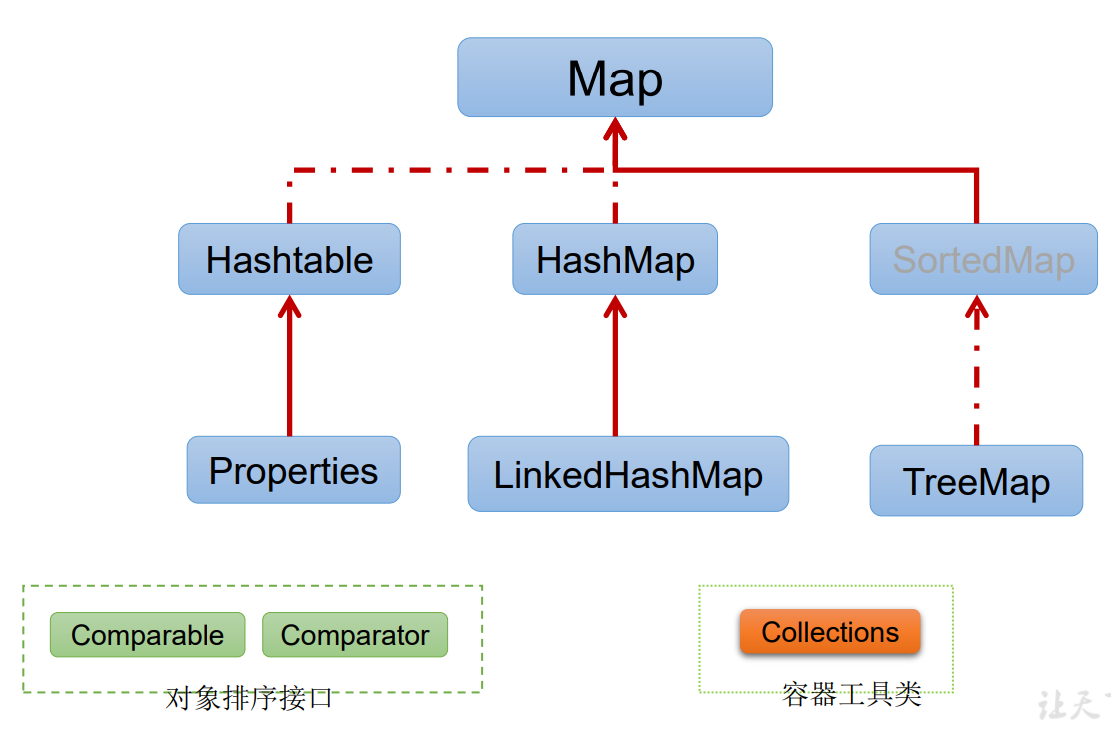 Map
Hashtable
HashMap
SortedMap
Properties
LinkedHashMap
TreeMap
Comparable
Comparator
Collections
对象排序接口
容器工具类
让天